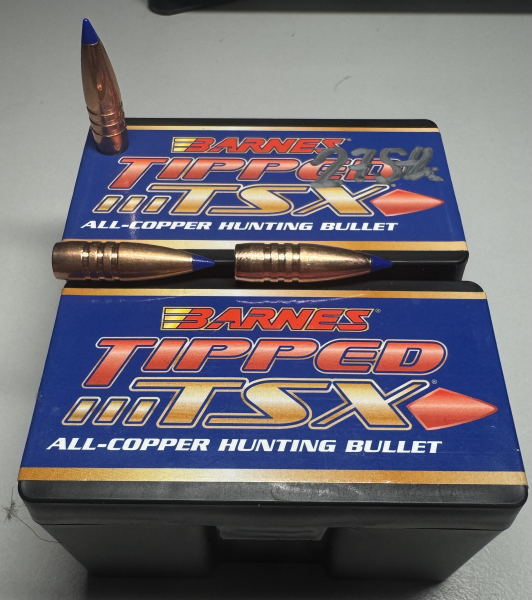 BARNES
TIPPED
TSX
ALL-COPPER HUNTING BULLET
BARNES®
TIPPED
TSX®
ALL-COPPER HUNTING BULLET